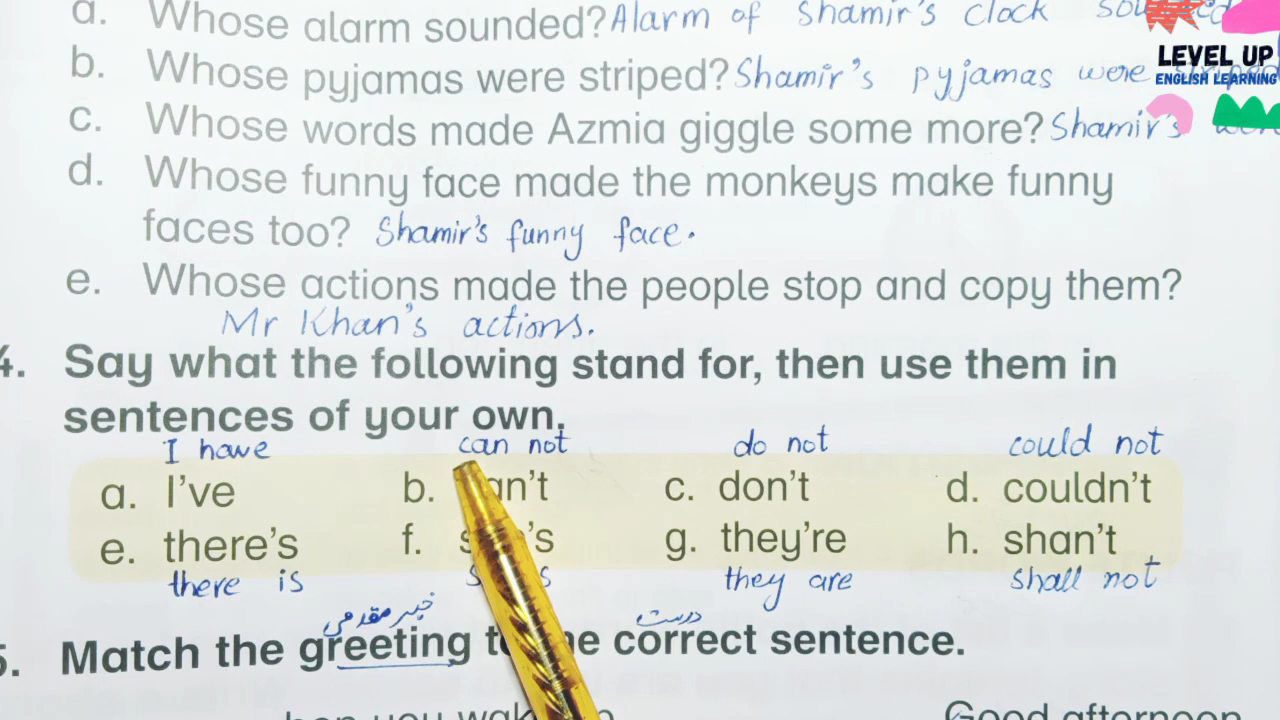 a. Whose alarm sounded? Alarm of Shamir's clock
LEVEL UP
ENGLISH LEARNING
b. Whose pyjamas were striped? Shamir's pyjamas were striped
c. Whose words made Azmia giggle some more? Shamir's
d. Whose funny face made the monkeys make funny
faces too? Shamir's funny face.
e. Whose actions made the people stop and copy them?
Mr Khan's actions.
4. Say what the following stand for, then use them in
sentences of your own.
I have can not do not could not
a. I've b. c. don't d. couldn't
e. there's f. g. they're h. shan't
there is they are shall not
خیر مقدمی درست
5. Match the greeting the correct sentence.
you Good afternoon